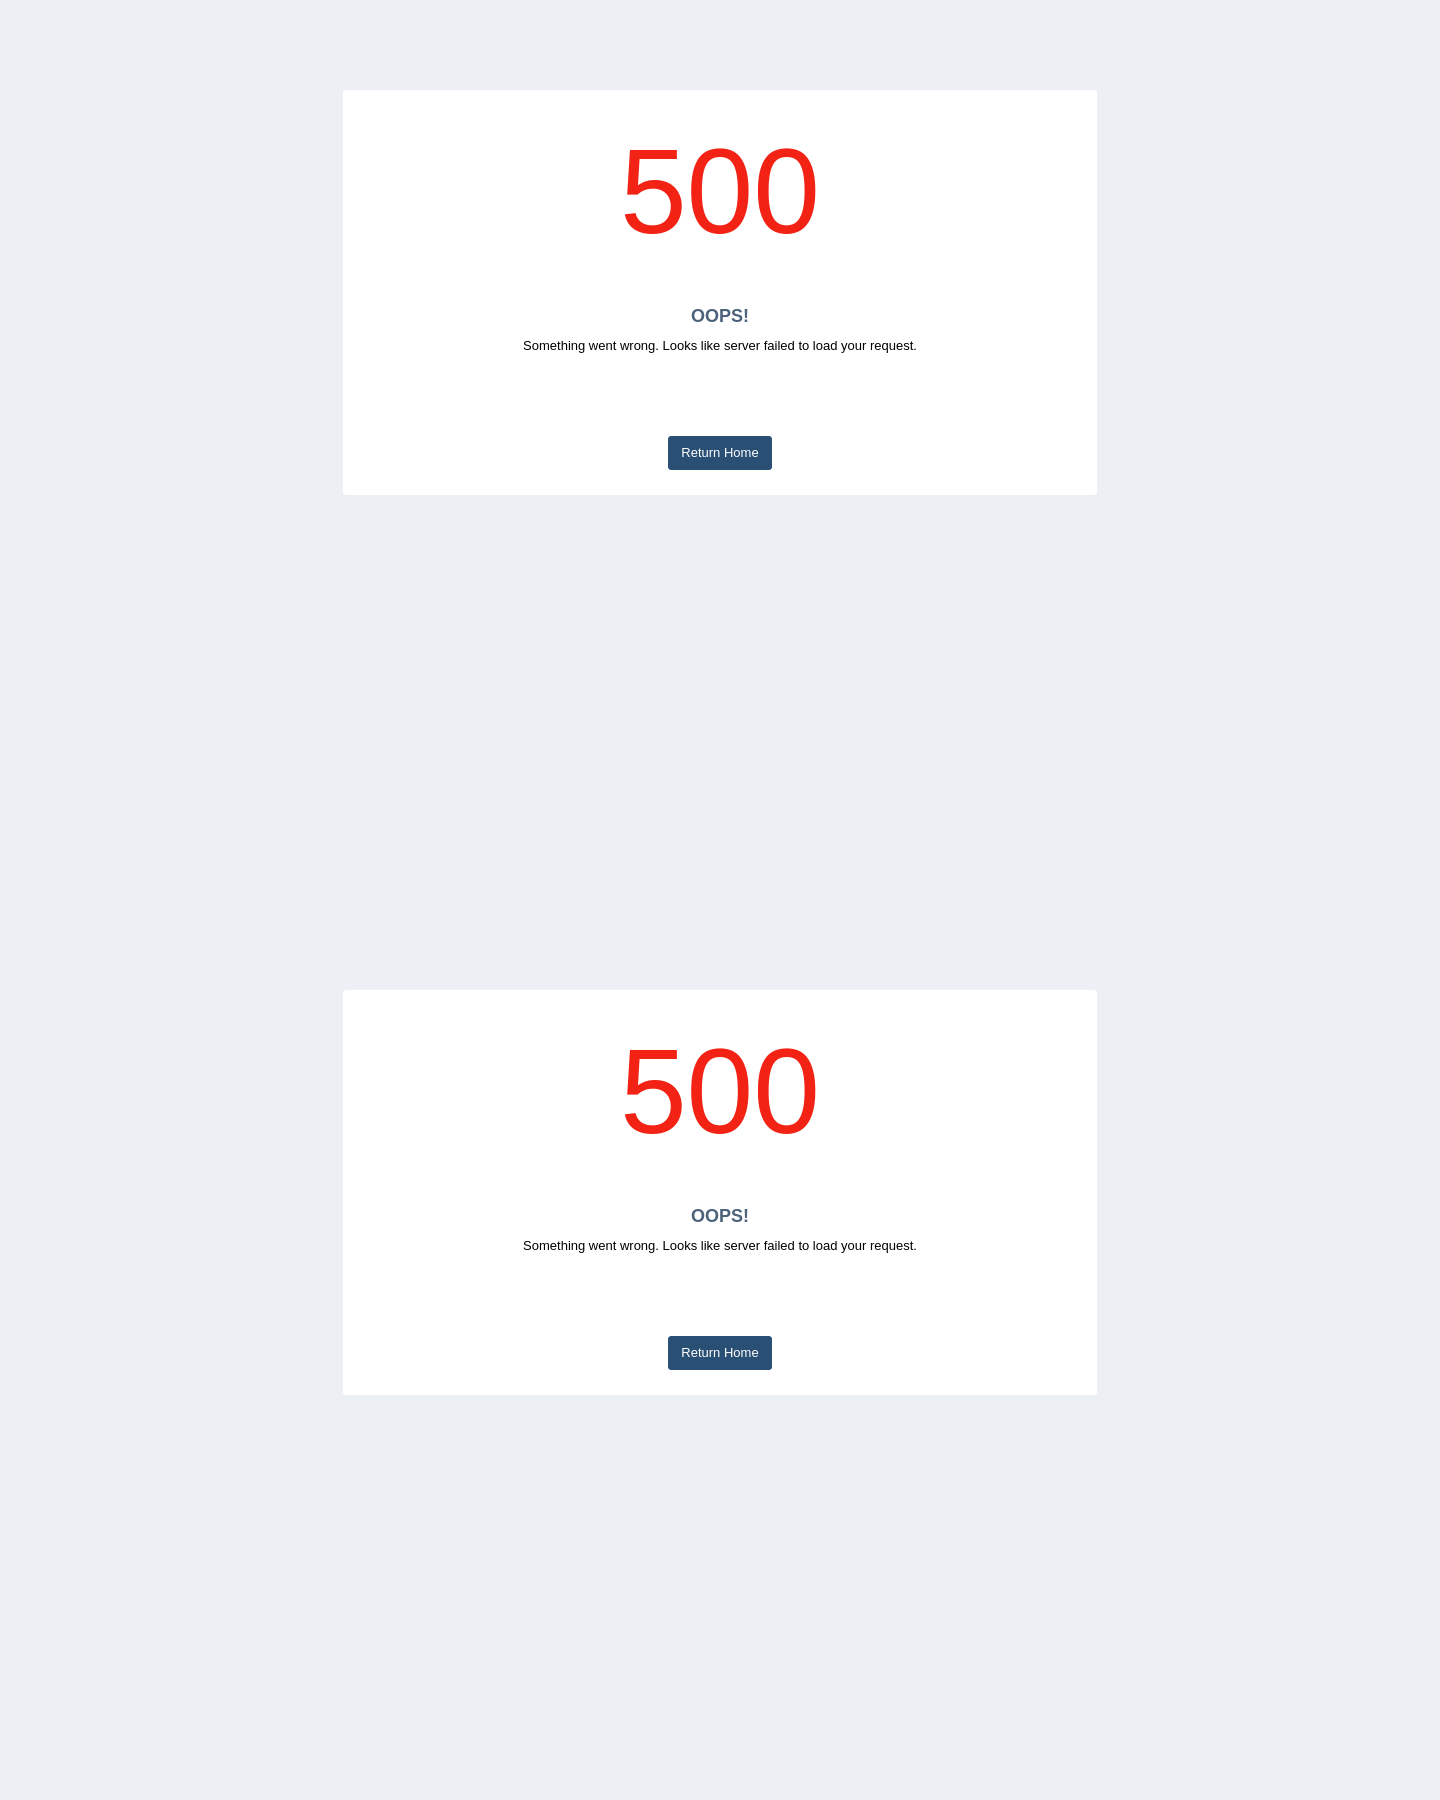 500
OOPS!
Something went wrong. Looks like server failed to load your request.
Return Home
500
OOPS!
Something went wrong. Looks like server failed to load your request.
Return Home